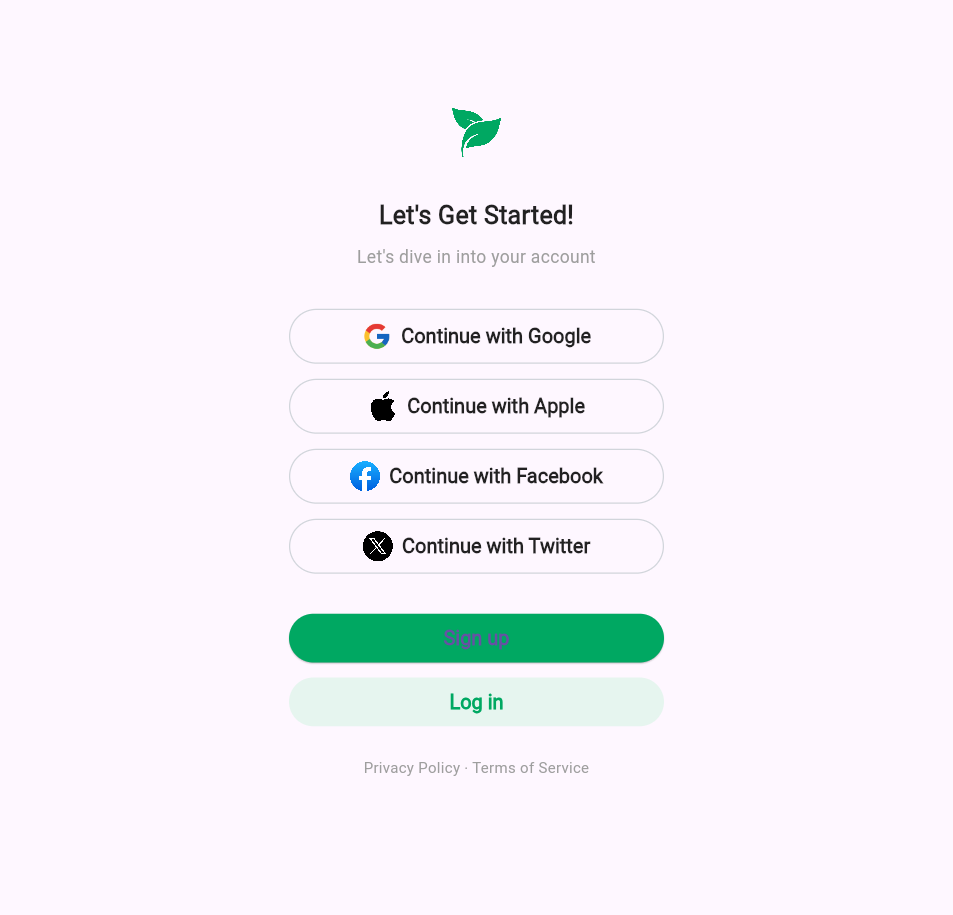 Let's Get Started!
Let's dive in into your account
Continue with Google
Continue with Apple
Continue with Facebook
Continue with Twitter
Sign up
Log in
Privacy Policy · Terms of Service